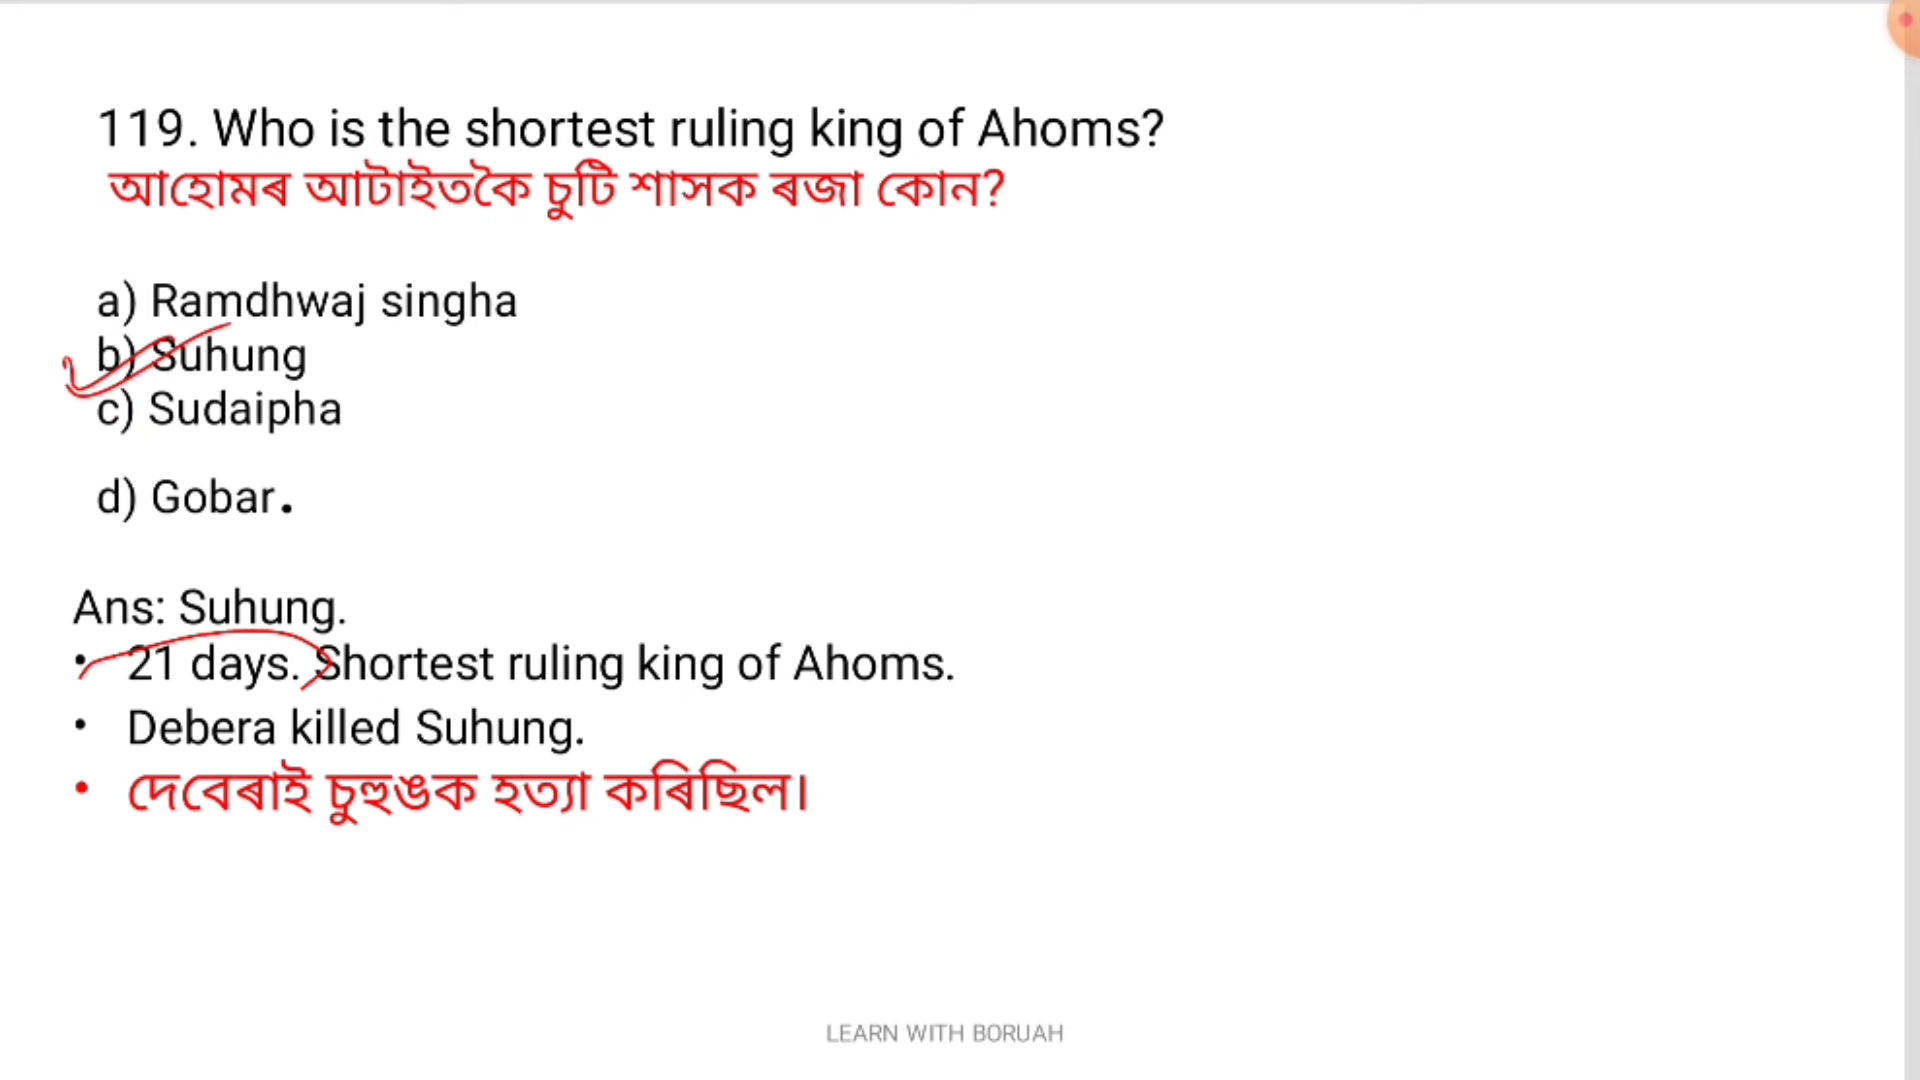 119. Who is the shortest ruling king of Ahoms?
আহোমৰ আটাইতকৈ চুটি শাসক ৰজা কোন?
a) Ramdhwaj singha
b) Suhung
c) Sudaipha
d) Gobar.
Ans: Suhung.
• 21 days. Shortest ruling king of Ahoms.
• Debera killed Suhung.
• দেবেৰাই চুহুঙক হত্যা কৰিছিল।
LEARN WITH BORUAH